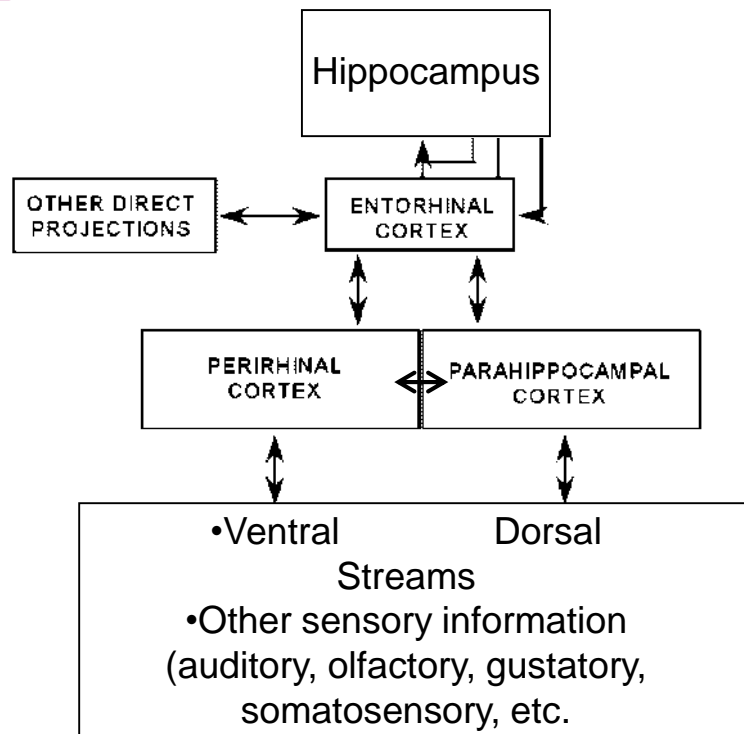 Hippocampus
OTHER DIRECT
PROJECTIONS
ENTORHINAL
CORTEX
PERIRHINAL
CORTEX
PARAHIPPOCAMPAL
CORTEX
•Ventral Dorsal
Streams
•Other sensory information
(auditory, olfactory, gustatory,
somatosensory, etc.